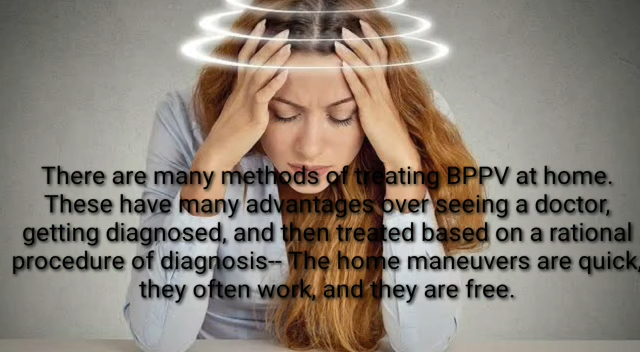 There are many methods of treating BPPV at home.
These have many advantages over seeing a doctor,
getting diagnosed, and then treated based on a rational
procedure of diagnosis-- The home maneuvers are quick,
they often work, and they are free.